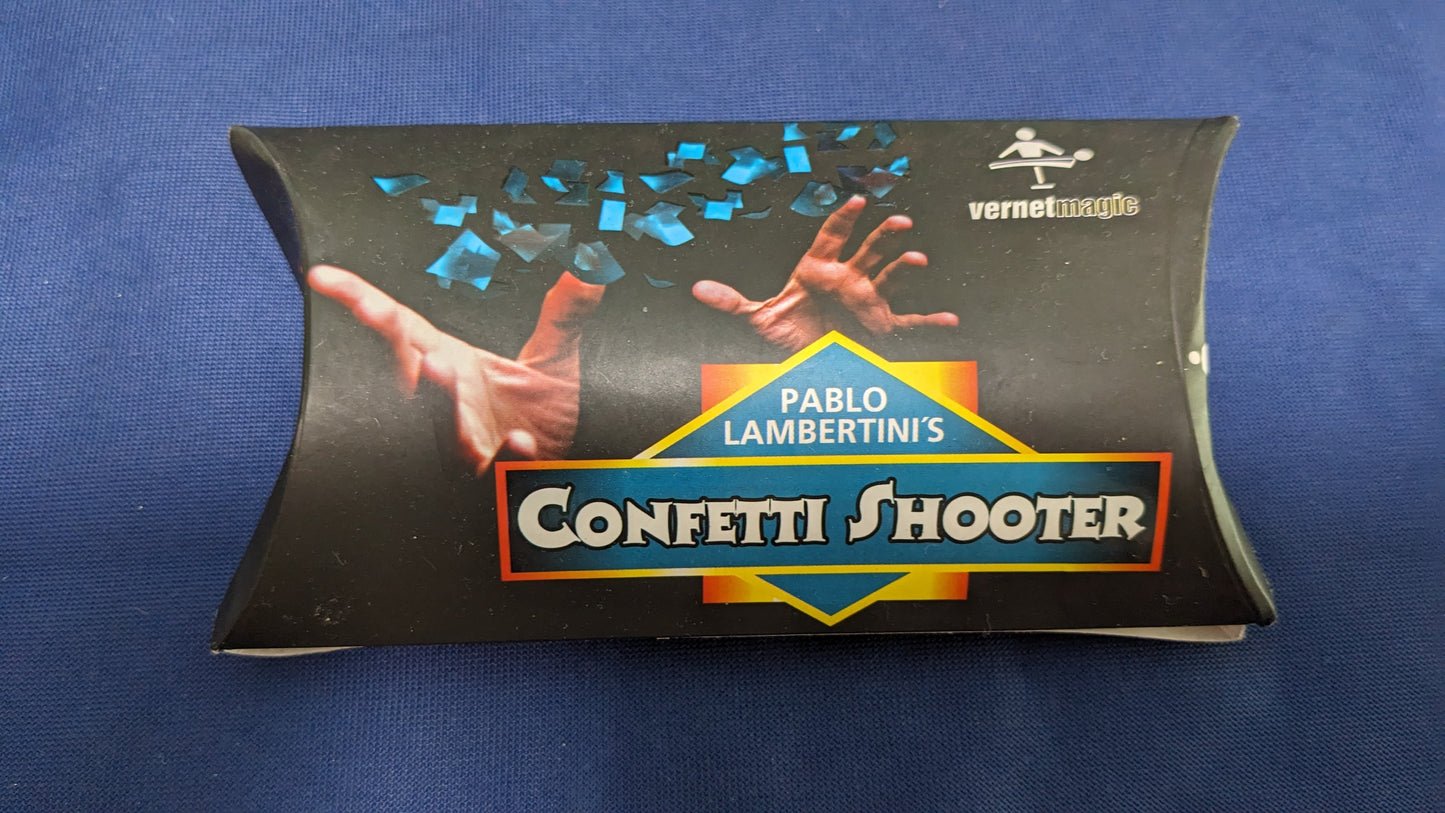 vernetmagic
PABLO
LAMBERTINI´S
CONFETTI SHOOTER